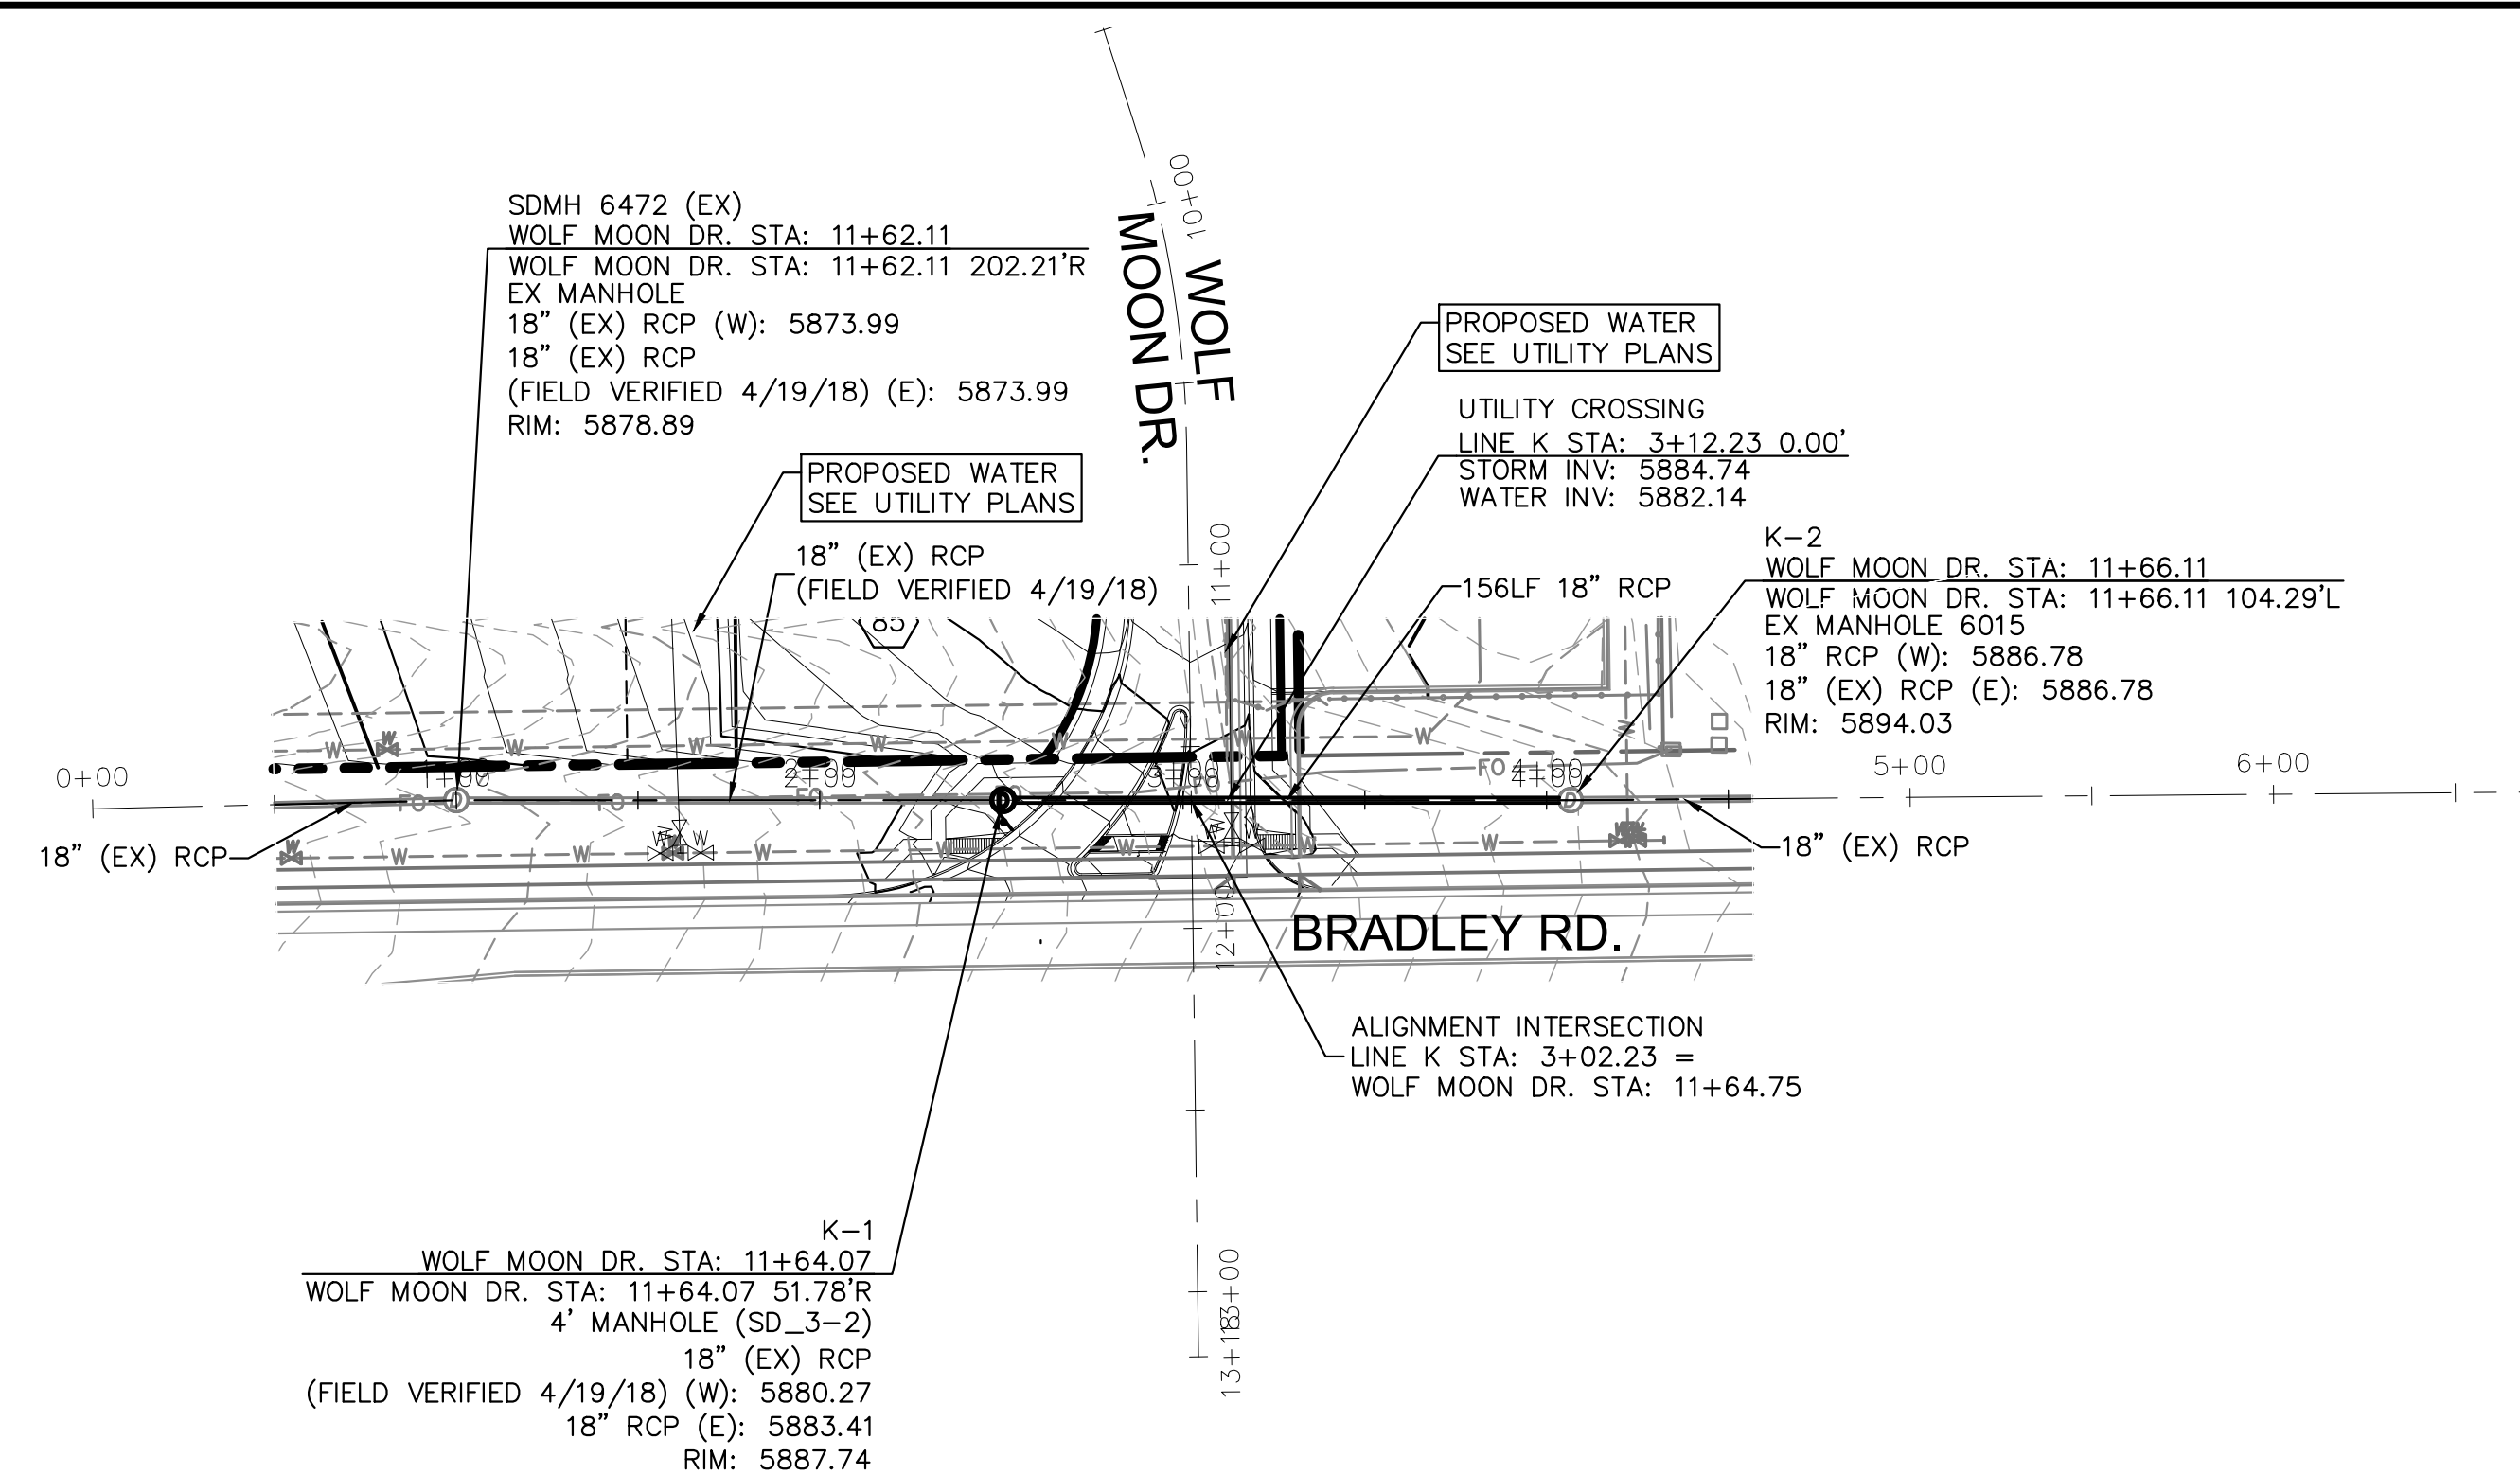 10+00
WOLF
MOON DR.
SDMH 6472 (EX)
WOLF MOON DR. STA: 11+62.11
WOLF MOON DR. STA: 11+62.11 202.21'R
EX MANHOLE
18" (EX) RCP (W): 5873.99
18" (EX) RCP
(FIELD VERIFIED 4/19/18) (E): 5873.99
RIM: 5878.89
PROPOSED WATER
SEE UTILITY PLANS
UTILITY CROSSING
LINE K STA: 3+12.23 0.00'
STORM INV: 5884.74
WATER INV: 5882.14
PROPOSED WATER
SEE UTILITY PLANS
18" (EX) RCP
(FIELD VERIFIED 4/19/18)
11+00
156LF 18" RCP
K-2
WOLF MOON DR. STA: 11+66.11
WOLF MOON DR. STA: 11+66.11 104.29'L
EX MANHOLE 6015
18" RCP (W): 5886.78
18" (EX) RCP (E): 5886.78
RIM: 5894.03
85
W
W
W
W
W
W
W
W
W
0+00
5+00
6+00
FO
FO
FO
FO
D
D
D
18" (EX) RCP
18" (EX) RCP
W
W
W
W
W
W
W
W
W
12+00
BRADLEY RD.
ALIGNMENT INTERSECTION
LINE K STA: 3+02.23 =
WOLF MOON DR. STA: 11+64.75
K-1
WOLF MOON DR. STA: 11+64.07
WOLF MOON DR. STA: 11+64.07 51.78'R
4' MANHOLE (SD_3-2)
18" (EX) RCP
(FIELD VERIFIED 4/19/18) (W): 5880.27
18" RCP (E): 5883.41
RIM: 5887.74
13+00